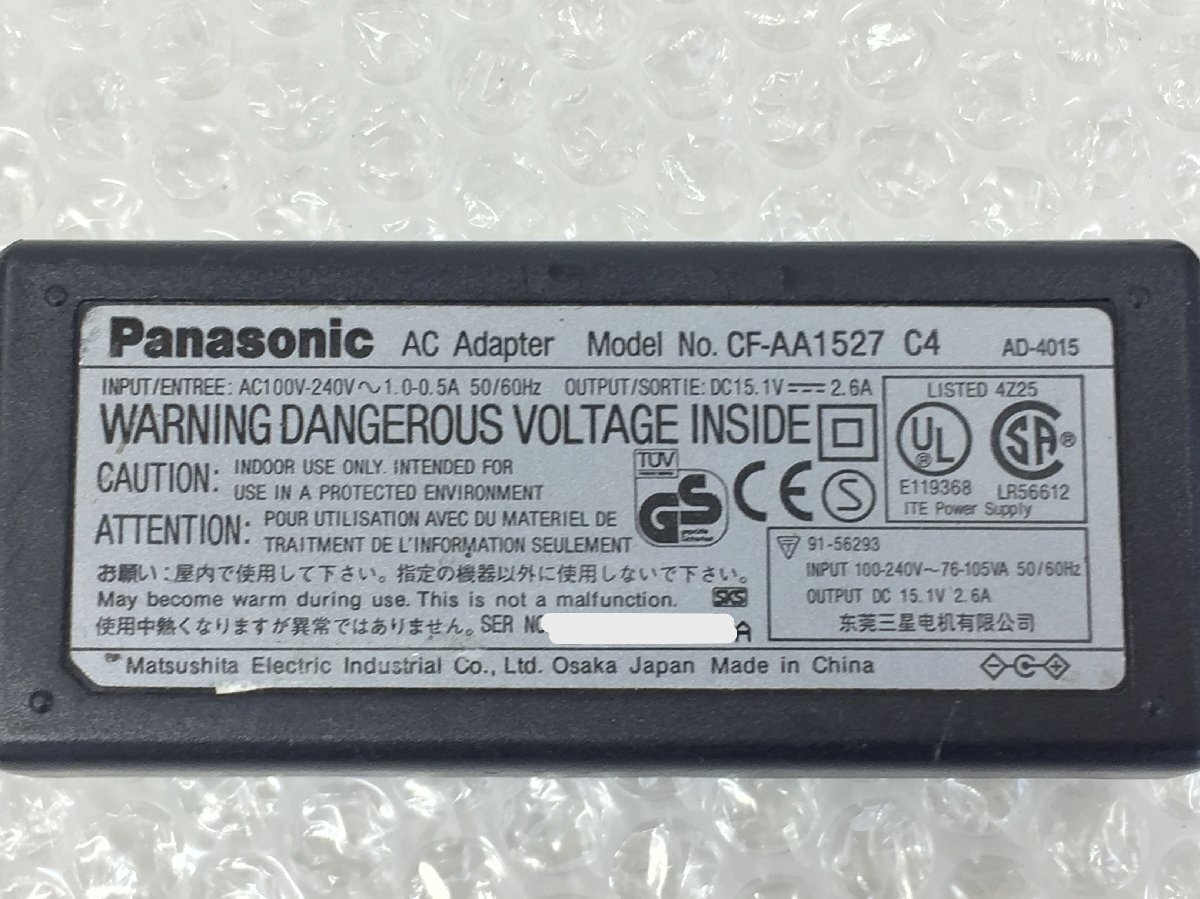 Panasonic AC Adapter Model No. CF-AA1527 C4 AD-4015
INPUT/ENTREE: AC100V-240V～1.0-0.5A 50/60Hz OUTPUT/SORTIE: DC15.1V⎓2.6A
WARNING DANGEROUS VOLTAGE INSIDE
CAUTION: INDOOR USE ONLY. INTENDED FOR
USE IN A PROTECTED ENVIRONMENT
ATTENTION: POUR UTILISATION AVEC DU MATERIEL DE
TRAITMENT DE L'INFORMATION SEULEMENT
お願い：屋内で使用して下さい。指定の機器以外に使用しないで下さい。
May become warm during use. This is not a malfunction. SKS
使用中熱くなりますが異常ではありません。SER NO A
TUV
GS
CE
S
LISTED 4Z25
UL ® SA ®
E119368 LR56612
ITE Power Supply
T 91-56293
INPUT 100-240V～76-105VA 50/60Hz
OUTPUT DC 15.1V 2.6A
东莞三星电机有限公司
Matsushita Electric Industrial Co., Ltd. Osaka Japan Made in China